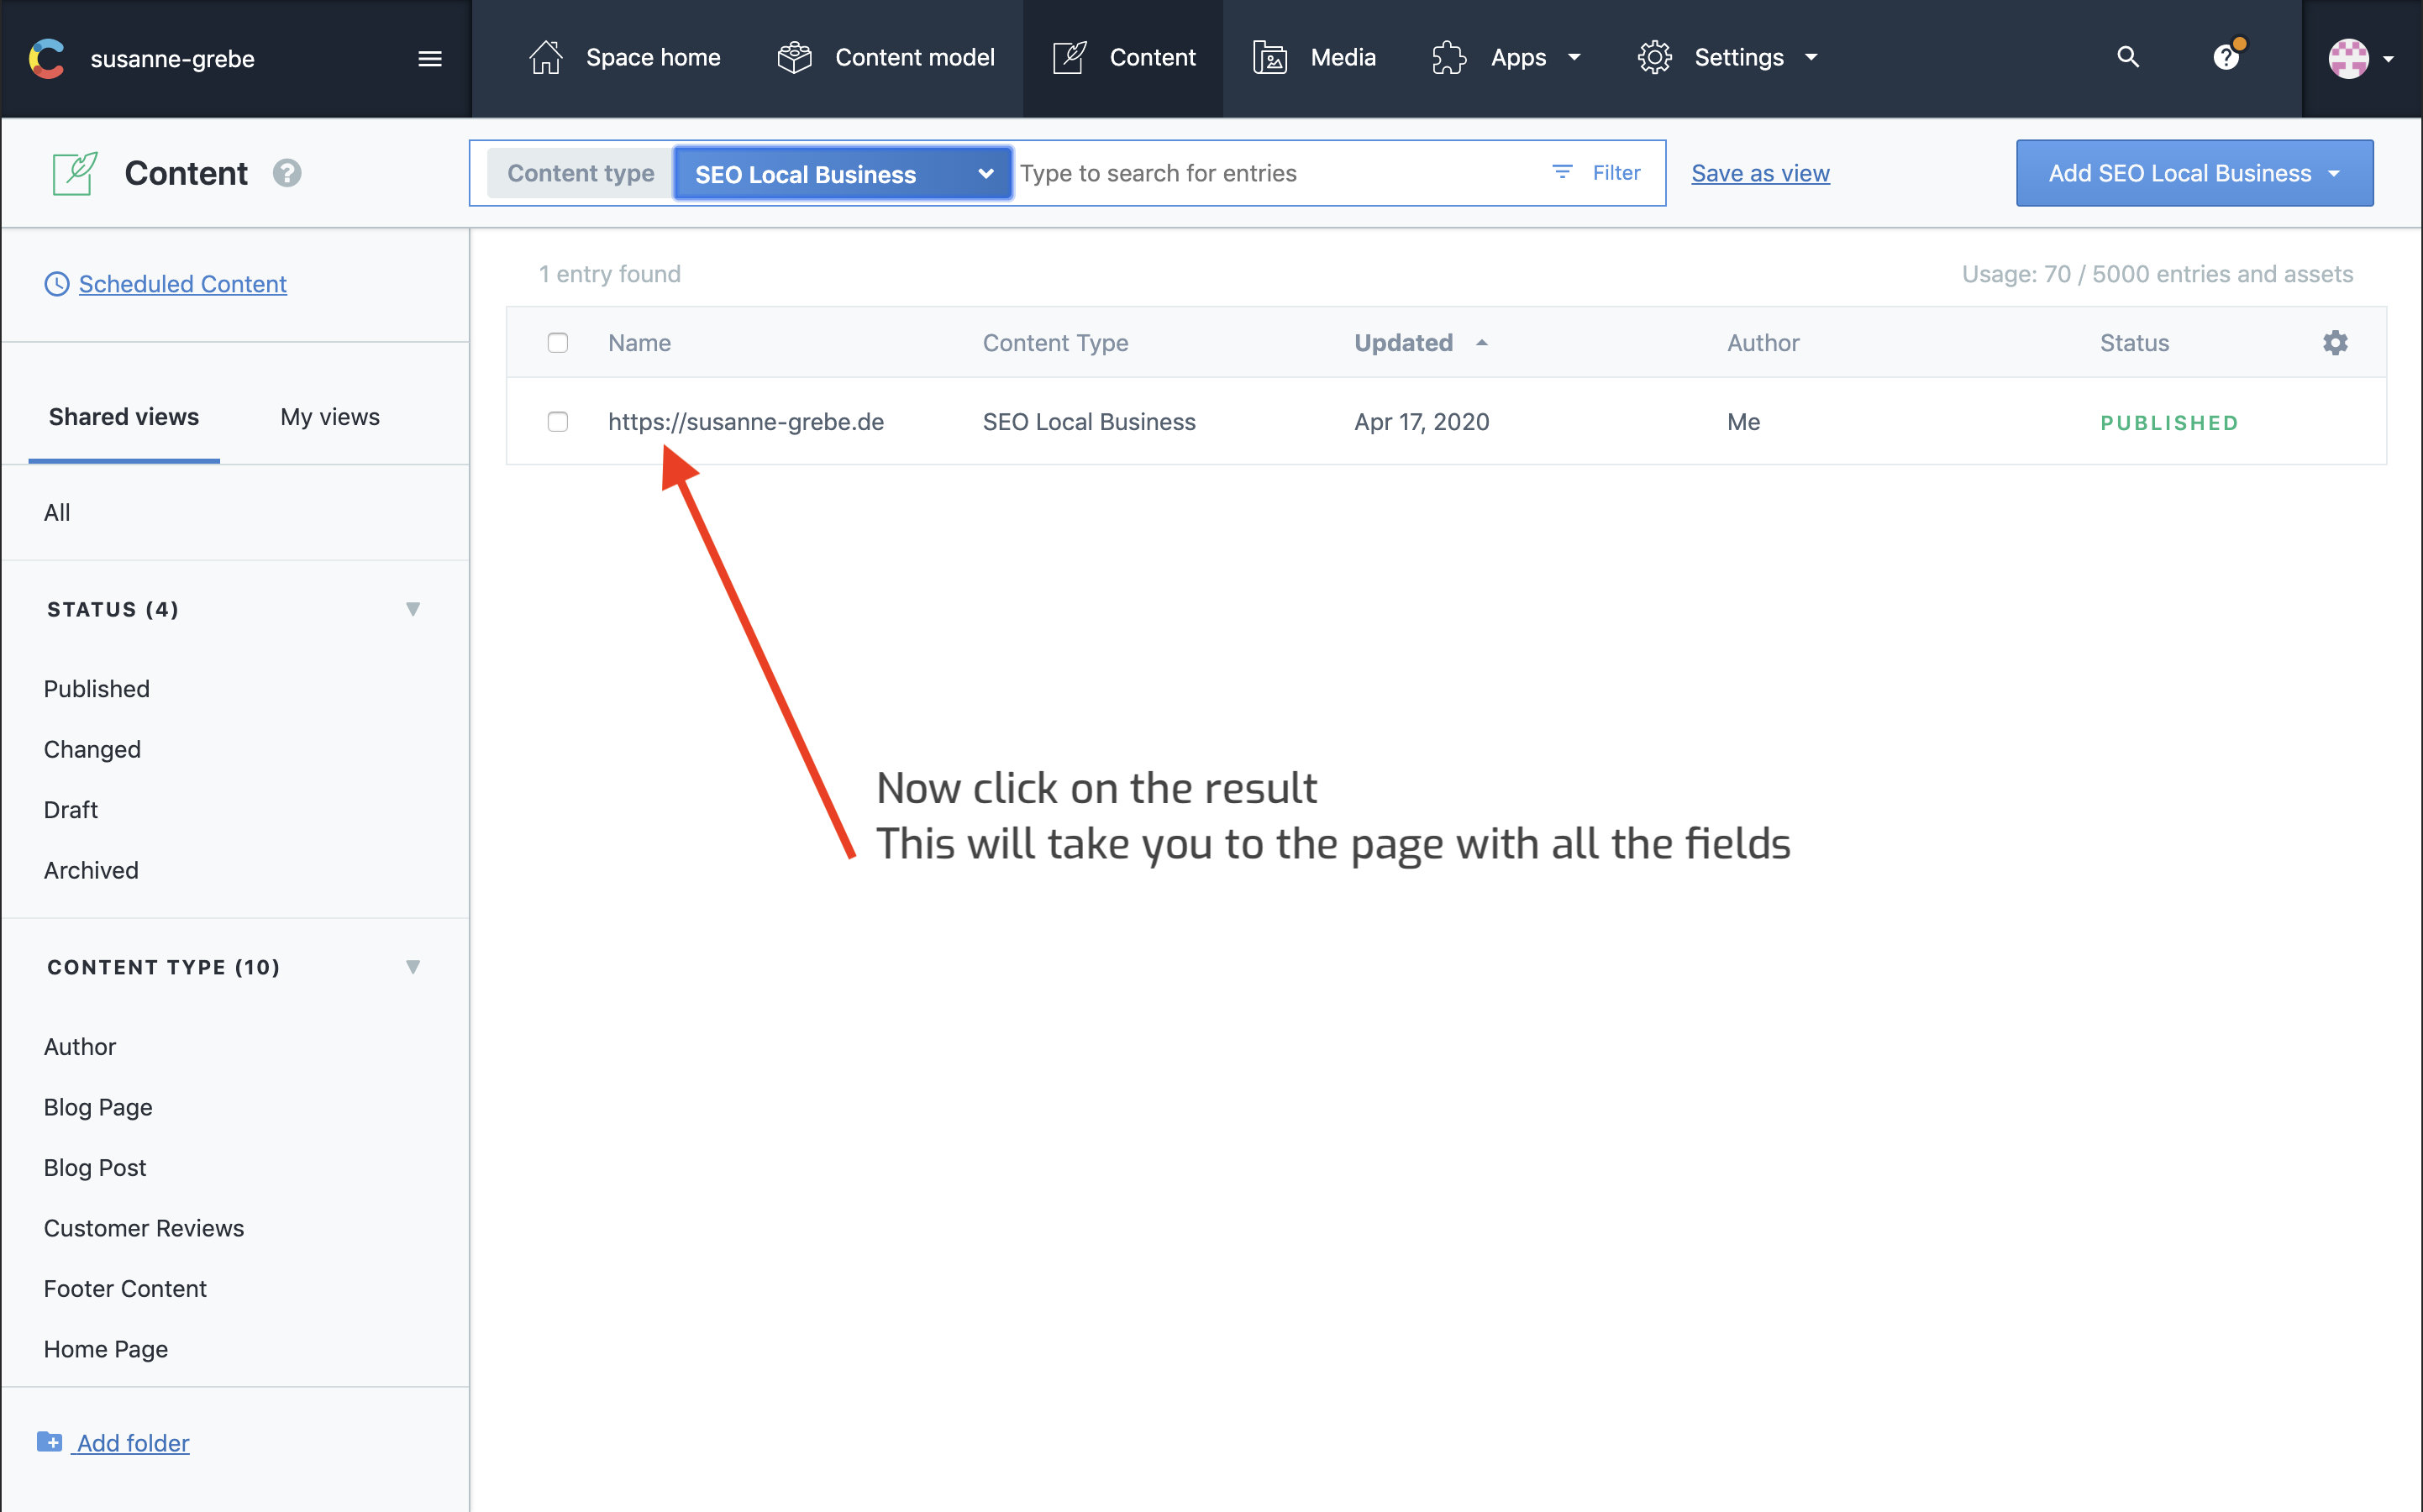 susanne-grebe
Space home
Content model
Content
Media
Apps
Settings
?
Content ?
Content type SEO Local Business Type to search for entries Filter
Save as view
Add SEO Local Business
Scheduled Content
Shared views My views
All
STATUS (4)
Published
Changed
Draft
Archived
CONTENT TYPE (10)
Author
Blog Page
Blog Post
Customer Reviews
Footer Content
Home Page
Add folder
1 entry found Usage: 70 / 5000 entries and assets
Name Content Type Updated Author Status
https://susanne-grebe.de SEO Local Business Apr 17, 2020 Me PUBLISHED
Now click on the result
This will take you to the page with all the fields